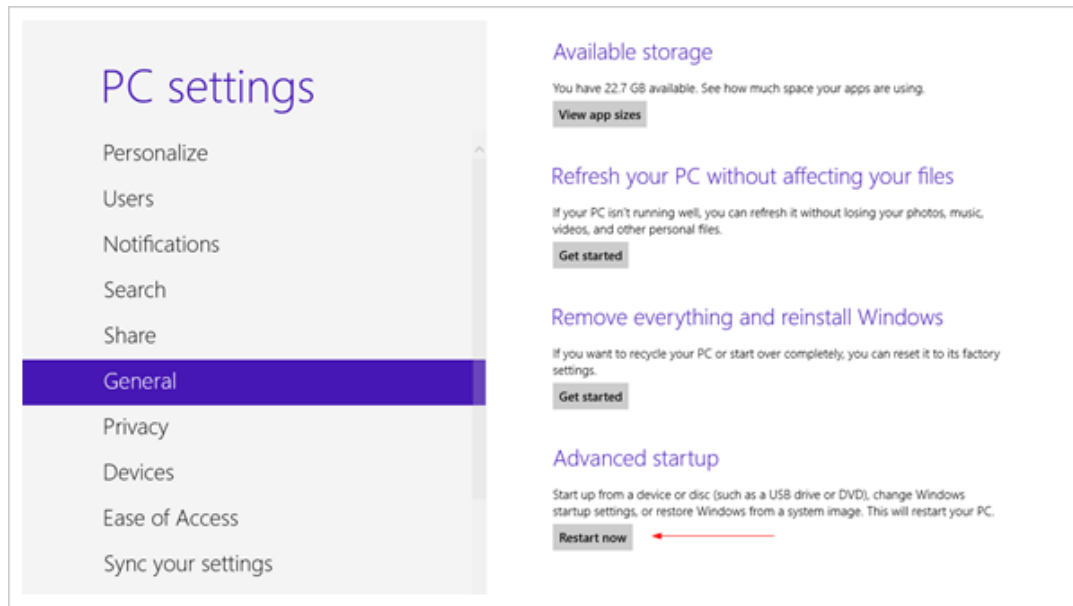 PC settings
Personalize
Users
Notifications
Search
Share
General
Privacy
Devices
Ease of Access
Sync your settings
Available storage
You have 22.7 GB available. See how much space your apps are using.
View app sizes
Refresh your PC without affecting your files
If your PC isn't running well, you can refresh it without losing your photos, music,
videos, and other personal files.
Get started
Remove everything and reinstall Windows
If you want to recycle your PC or start over completely, you can reset it to its factory
settings.
Get started
Advanced startup
Start up from a device or disc (such as a USB drive or DVD), change Windows
startup settings, or restore Windows from a system image. This will restart your PC.
Restart now